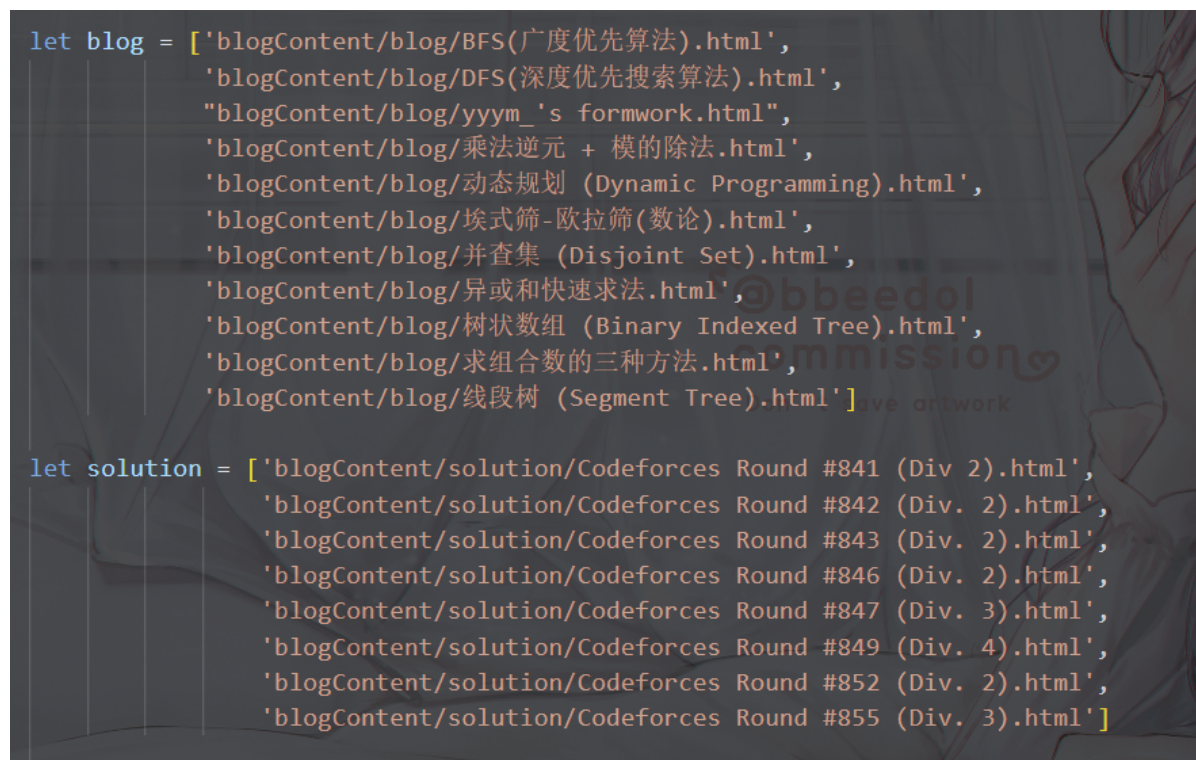 let blog = ['blogContent/blog/BFS(广度优先算法).html',
'blogContent/blog/DFS(深度优先搜索算法).html',
"blogContent/blog/yyym_'s formwork.html",
'blogContent/blog/乘法逆元 + 模的除法.html',
'blogContent/blog/动态规划 (Dynamic Programming).html',
'blogContent/blog/埃式筛-欧拉筛(数论).html',
'blogContent/blog/并查集 (Disjoint Set).html',
'blogContent/blog/异或和快速求法.html',
@bbeedol
'blogContent/blog/树状数组 (Binary Indexed Tree).html',
'blogContent/blog/求组合数的三种方法.html',
commission
'blogContent/blog/线段树 (Segment Tree).html']
artwork
let solution = ['blogContent/solution/Codeforces Round #841 (Div 2).html',
'blogContent/solution/Codeforces Round #842 (Div. 2).html',
'blogContent/solution/Codeforces Round #843 (Div. 2).html',
'blogContent/solution/Codeforces Round #846 (Div. 2).html',
'blogContent/solution/Codeforces Round #847 (Div. 3).html',
'blogContent/solution/Codeforces Round #849 (Div. 4).html',
'blogContent/solution/Codeforces Round #852 (Div. 2).html',
'blogContent/solution/Codeforces Round #855 (Div. 3).html']